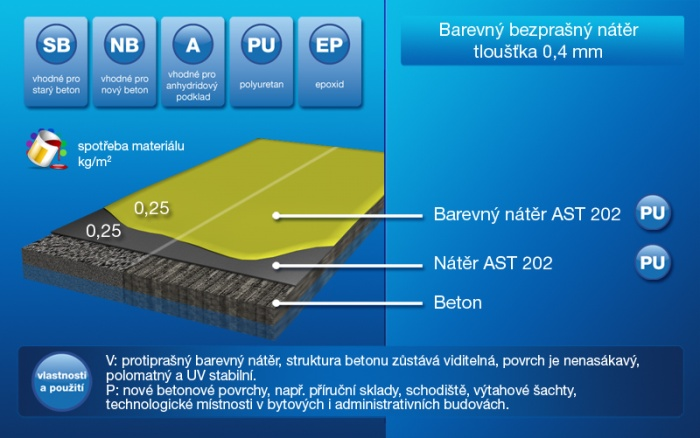 SB
vhodné pro
starý beton
NB
vhodné pro
nový beton
A
vhodné pro
anhydridový
podklad
PU
polyuretan
EP
epoxid
Barevný bezprašný nátěr
tloušťka 0,4 mm
spotřeba materiálu
kg/m²
0,25
0,25
Barevný nátěr AST 202
PU
Nátěr AST 202
PU
Beton
vlastnosti
a použití
V: protiprašný barevný nátěr, struktura betonu zůstává viditelná, povrch je nenasákavý,
polomatný a UV stabilní.
P: nové betonové povrchy, např. příruční sklady, schodiště, výtahové šachty,
technologické místnosti v bytových i administrativních budovách.